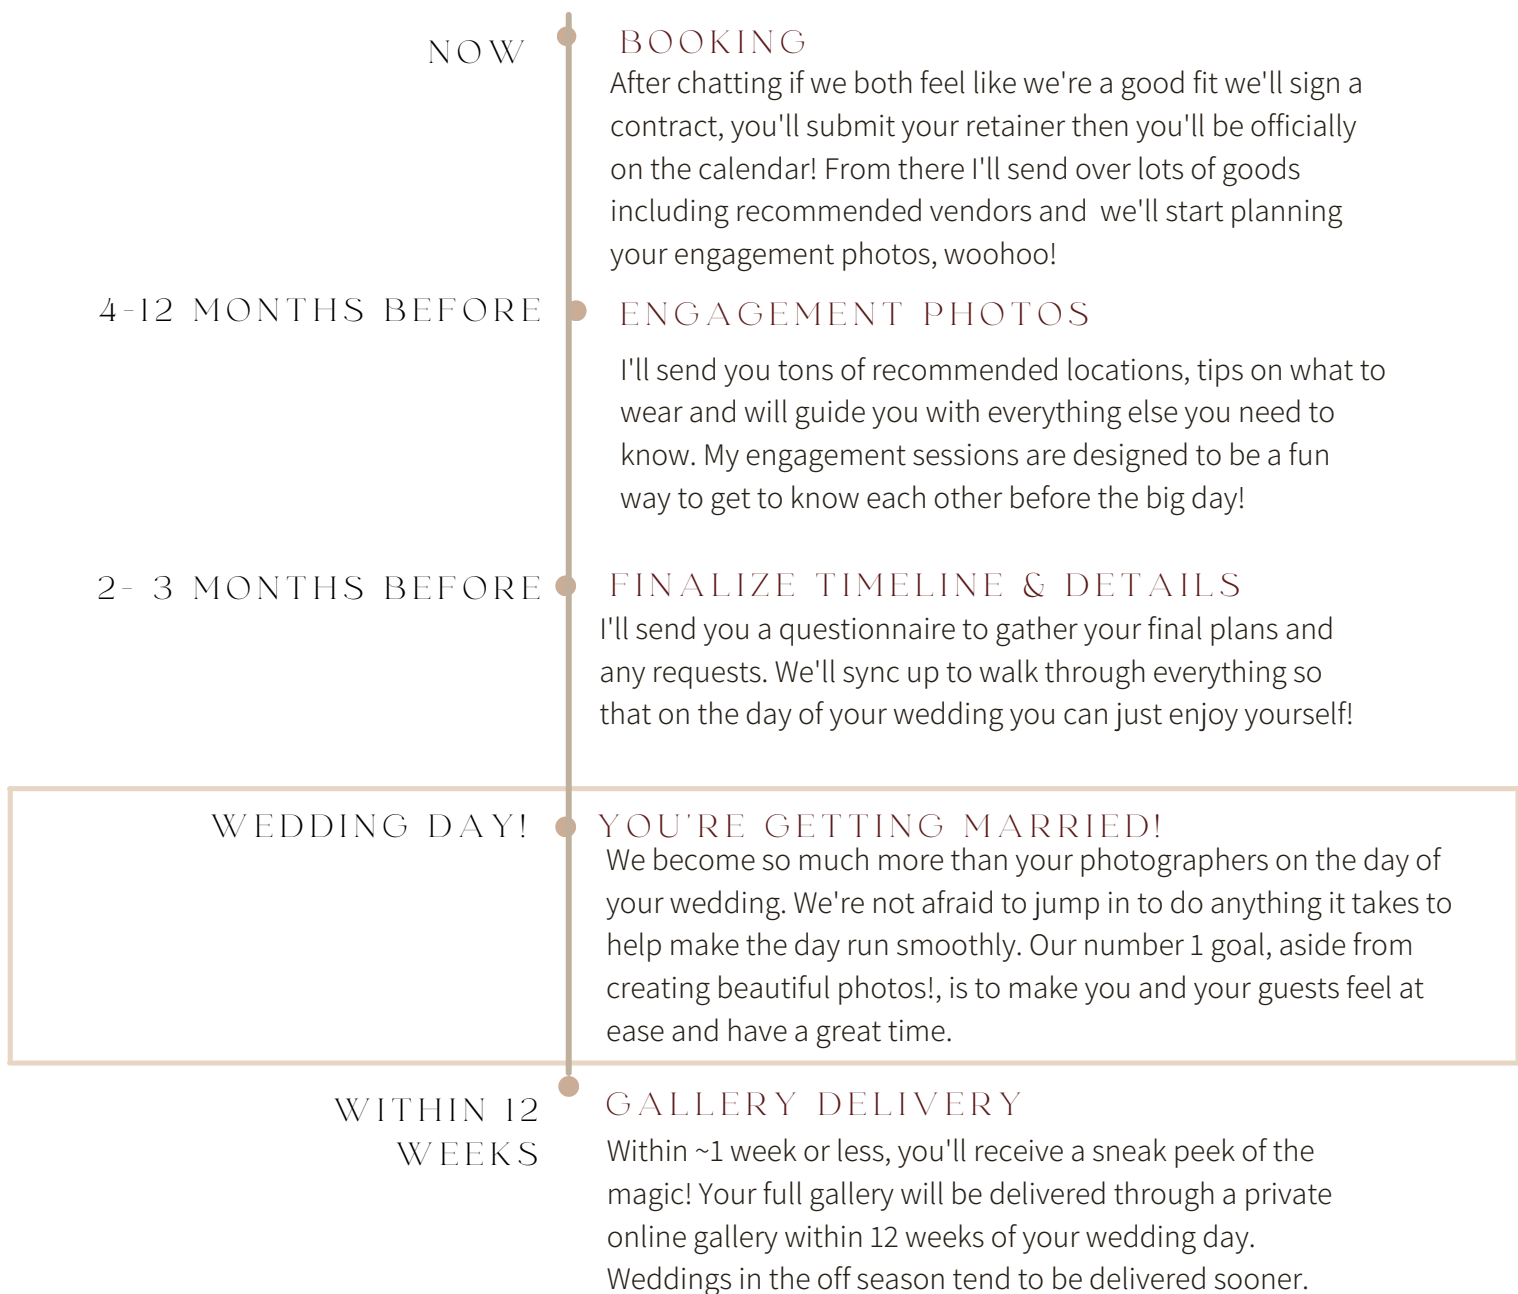 NOW
BOOKING
After chatting if we both feel like we're a good fit we'll sign a
contract, you'll submit your retainer then you'll be officially
on the calendar! From there I'll send over lots of goods
including recommended vendors and  we'll start planning
your engagement photos, woohoo!
4-12 MONTHS BEFORE
ENGAGEMENT PHOTOS
I'll send you tons of recommended locations, tips on what to
wear and will guide you with everything else you need to
know. My engagement sessions are designed to be a fun
way to get to know each other before the big day!
2- 3 MONTHS BEFORE
FINALIZE TIMELINE & DETAILS
I'll send you a questionnaire to gather your final plans and
any requests. We'll sync up to walk through everything so
that on the day of your wedding you can just enjoy yourself!
WEDDING DAY!
YOU'RE GETTING MARRIED!
We become so much more than your photographers on the day of
your wedding. We're not afraid to jump in to do anything it takes to
help make the day run smoothly. Our number 1 goal, aside from
creating beautiful photos!, is to make you and your guests feel at
ease and have a great time.
WITHIN 12
WEEKS
GALLERY DELIVERY
Within ~1 week or less, you'll receive a sneak peek of the
magic! Your full gallery will be delivered through a private
online gallery within 12 weeks of your wedding day.
Weddings in the off season tend to be delivered sooner.